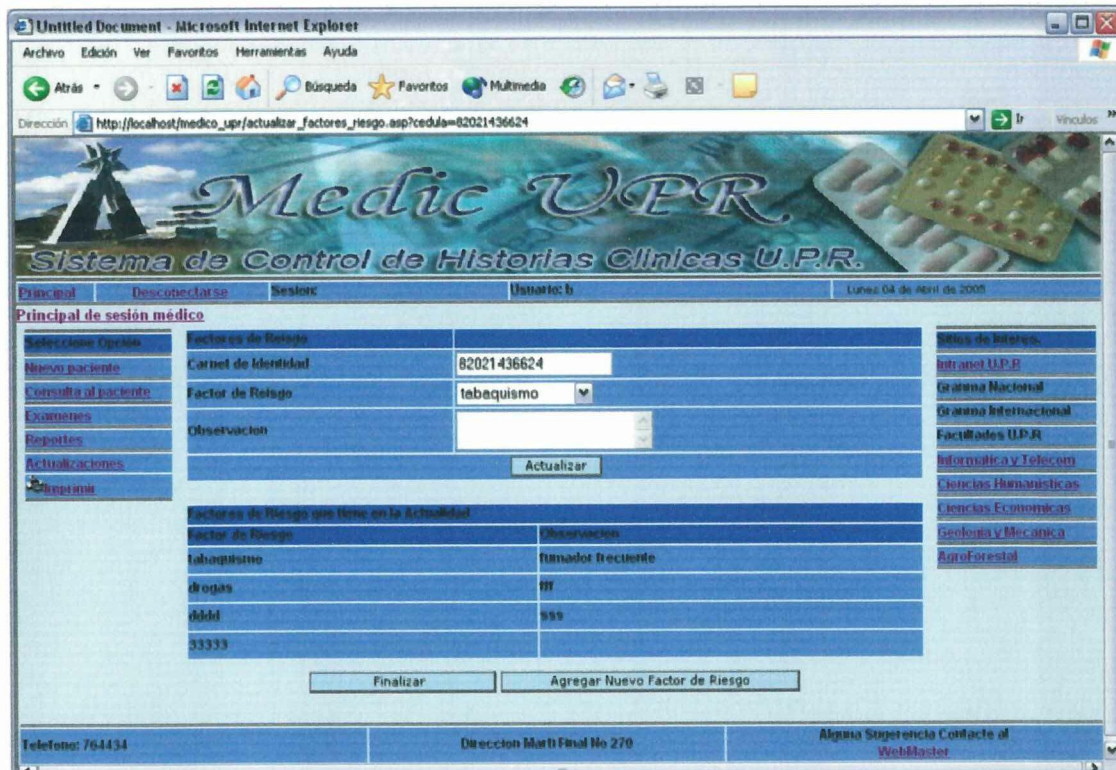 Untitled Document - Microsoft Internet Explorer
Archivo Edición Ver Favoritos Herramientas Ayuda
Atrás Búsqueda Favoritos Multimedia
Dirección http://localhost/medico_upr/actualizar_factores_riesgo.asp?cedula=82021436624 Ir Vínculos »
Medic UPR
Sistema de Control de Historias Clinicas U.P.R.
Principal Desconectarse Sesion: Usuario: b Lunes 04 de Abril de 2005
Principal de sesión médico
Seleccione Opción
Nuevo paciente
Consulta al paciente
Examenes
Reportes
Actualizaciones
Imprimir
Factores de Reisgo
Carnet de Identidad 82021436624
Factor de Reisgo tabaquismo
Observacion
Actualizar
Factores de Riesgo que tiene en la Actualidad
Factor de Riesgo Observacion
tabaquismo fumador frecuente
drogas fff
dddd sss
33333
Finalizar Agregar Nuevo Factor de Riesgo
Sitios de Interes.
Intranet U.P.R
Granma Nacional
Granma Internacional
Facultades U.P.R
Informatica y Telecom
Ciencias Humanisticas
Ciencias Economicas
Geologia y Mecanica
AgroForestal
Telefono: 764434 Direccion Marti Final No 270 Alguna Sugerencia Contacte al
WebMaster